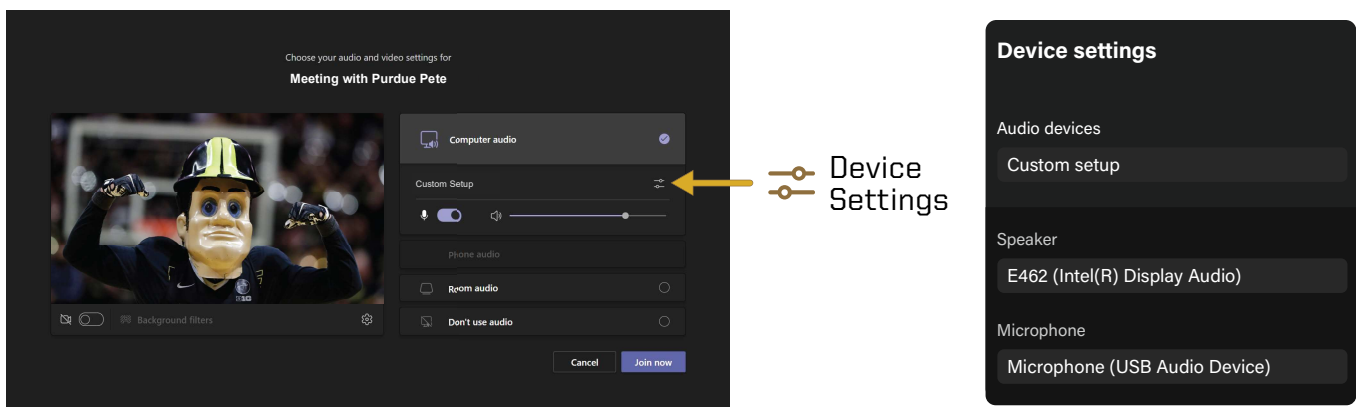 Choose your audio and video settings for
Meeting with Purdue Pete
Computer audio
Custom Setup
Phone audio
Room audio
Don't use audio
Background filters
Cancel
Join now
Device
Settings
Device settings
Audio devices
Custom setup
Speaker
E462 (Intel(R) Display Audio)
Microphone
Microphone (USB Audio Device)